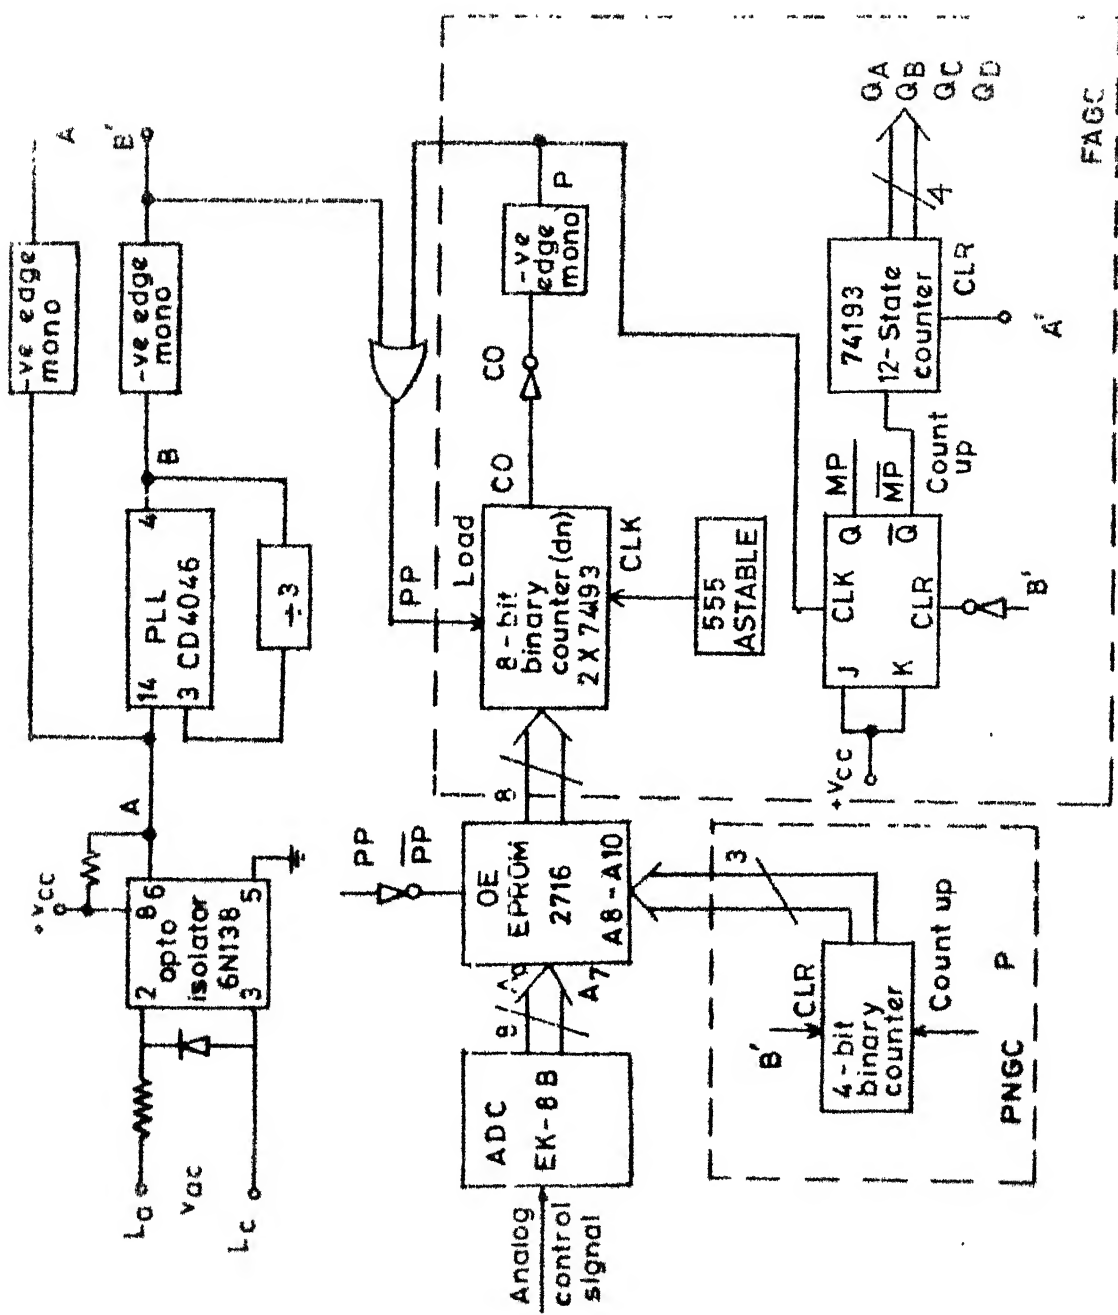 La
Vac
Lc
2
3
opto
isolator
6N138
8
6
5
+Vcc
A
14
3
PLL
CD4046
4
÷3
B
-ve edge
mono
A
-ve edge
mono
B'
Analog
control
signal
ADC
EK-8B
8
A7
PP
PP
OE
EPROM
2716
A8-A10
8
3
B'
CLR
4-bit
binary
counter
Count up
P
PNGC
PP
Load
8-bit
binary
counter (dn)
2 X 74193
CLK
555
ASTABLE
CO
CO
-ve
edge
mono
P
+Vcc
J
K
CLK
CLR
Q
Q
MP
MP
B'
Count
up
74193
12-State
counter
CLR
A'
4
QA
QB
QC
QD
FAGC